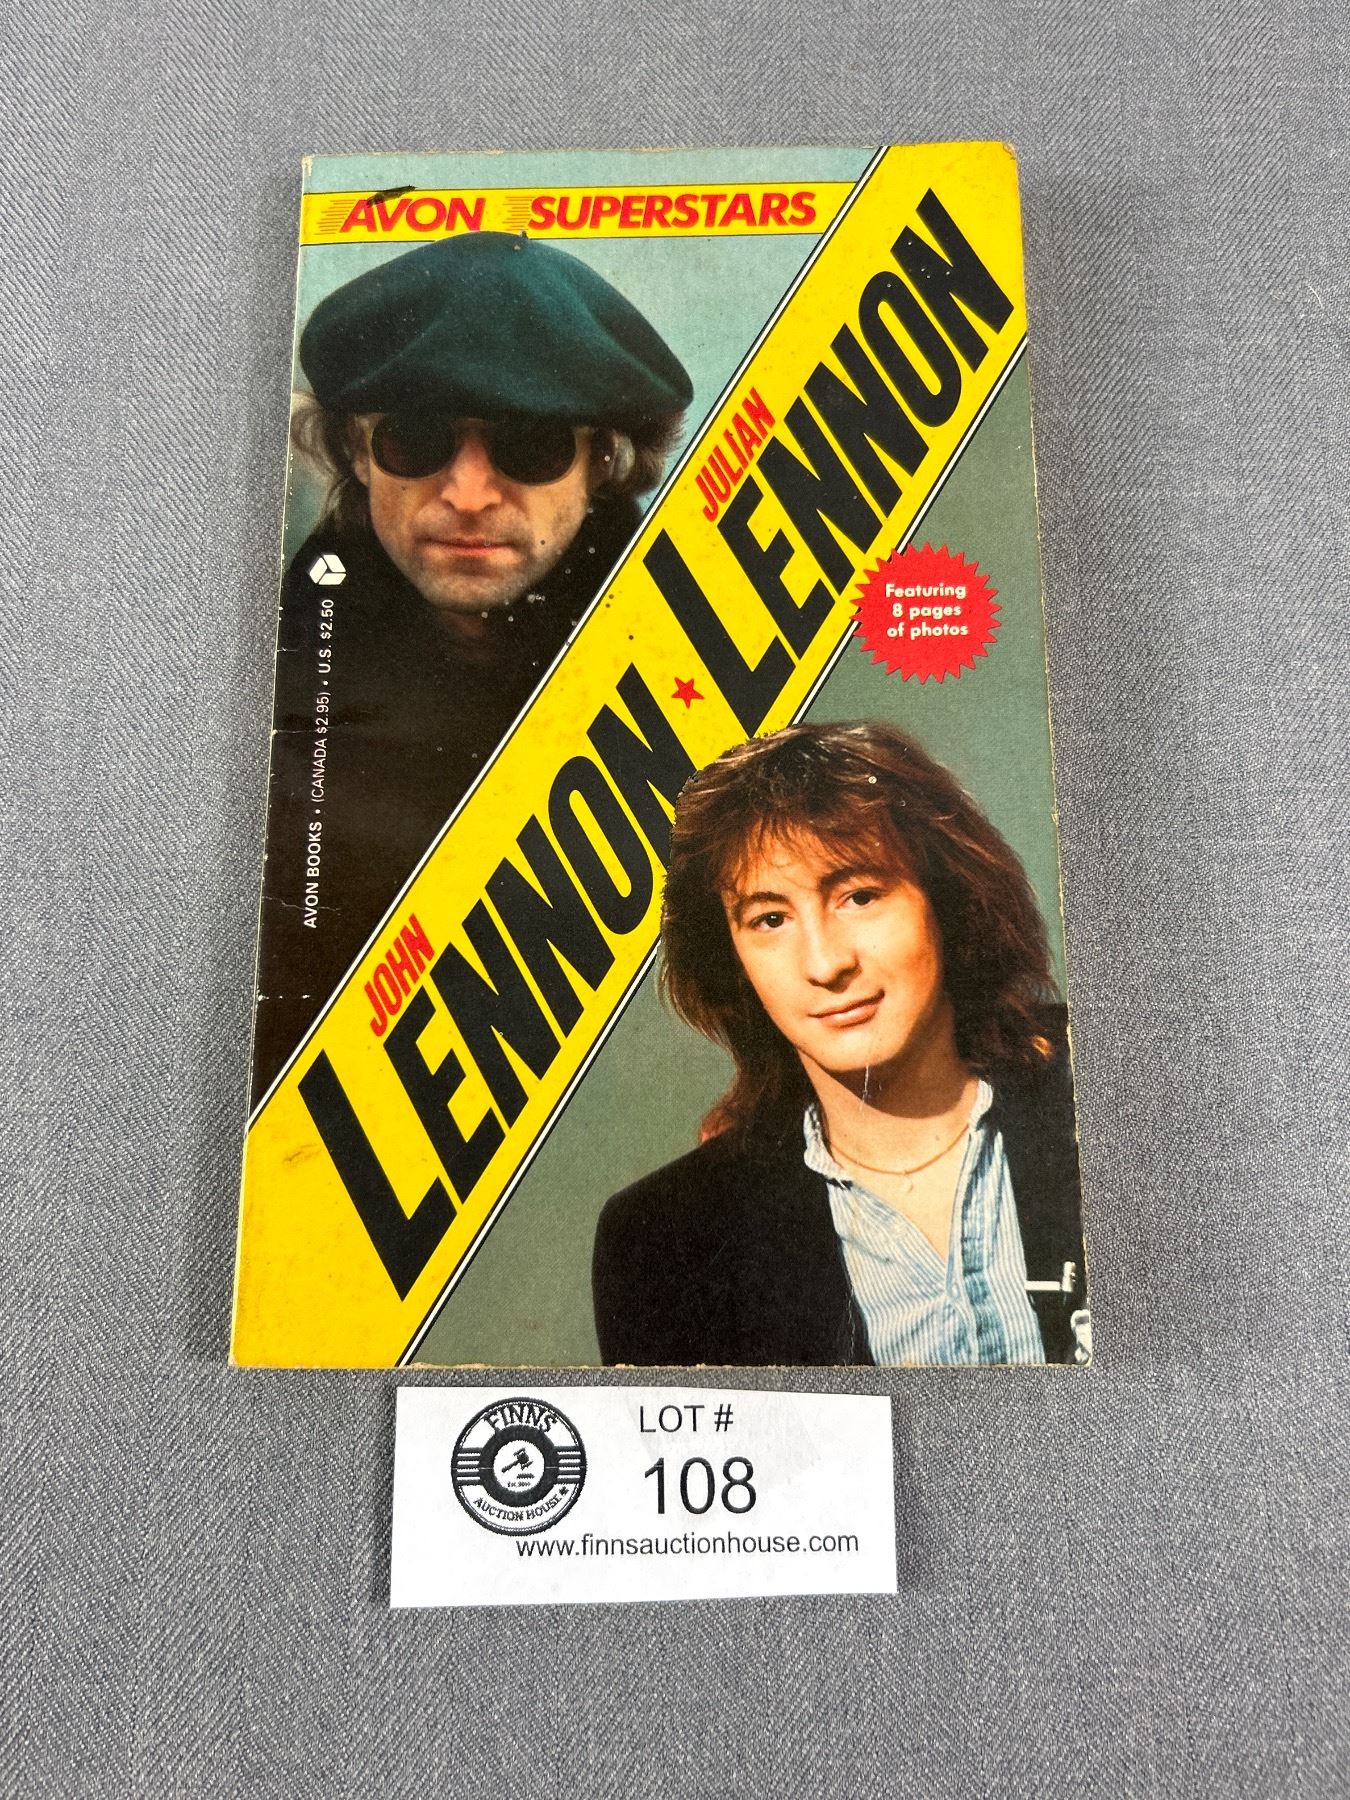 AVON SUPERSTARS
JOHN
LENNON
★
JULIAN
LENNON
Featuring
8 pages
of photos
AVON BOOKS • (CANADA $2.95) • U.S. $2.50
FINNS
AUCTION HOUSE
LOT #
108
www.finnsauctionhouse.com